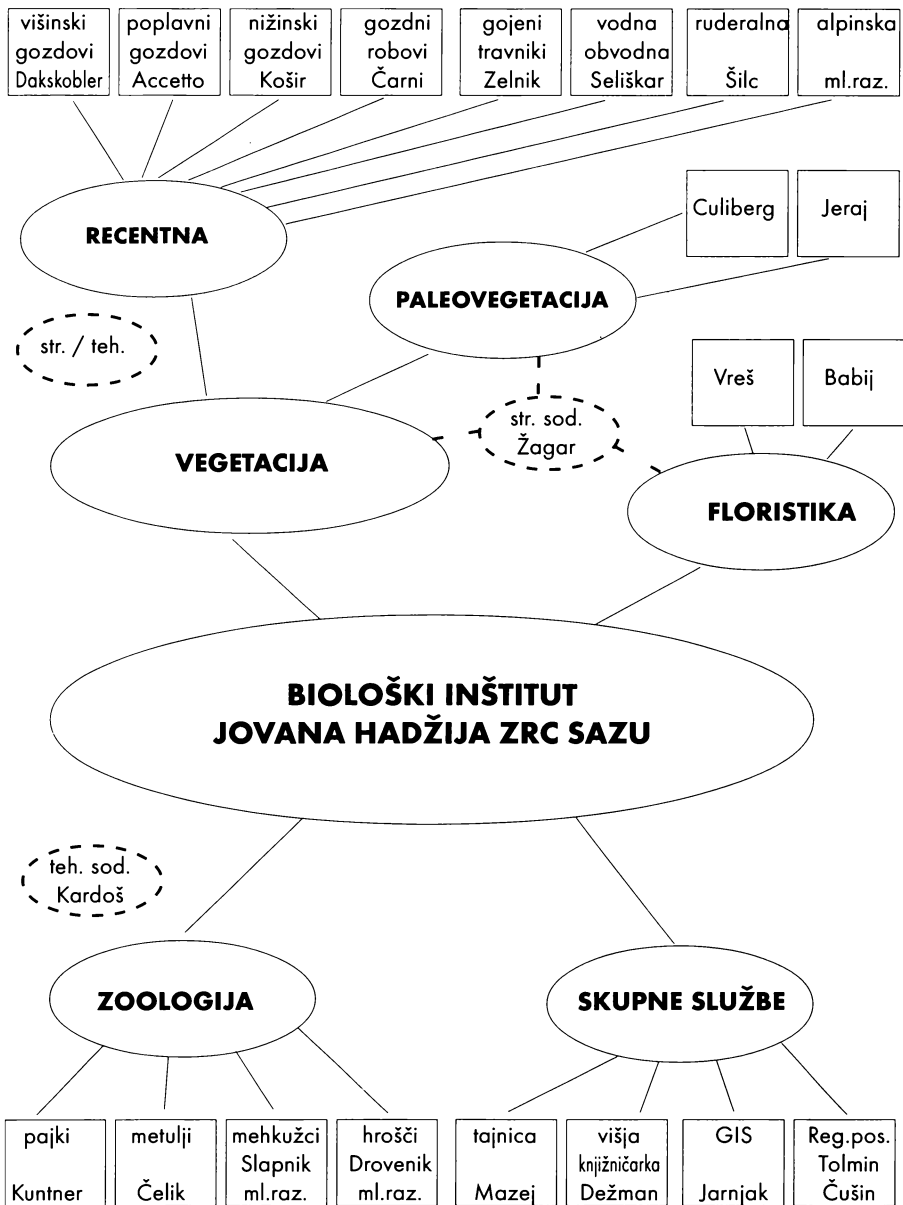 višinski
gozdovi
Dakskobler
poplavni
gozdovi
Accetto
nižinski
gozdovi
Košir
gozdni
robovi
Čarni
gojeni
travniki
Zelnik
vodna
obvodna
Seliškar
ruderalna
Šilc
alpinska
ml.raz.
RECENTNA
Culiberg
Jeraj
PALEOVEGETACIJA
str. / teh.
Vreš
Babij
str. sod.
Žagar
VEGETACIJA
FLORISTIKA
BIOLOŠKI INŠTITUT
JOVANA HADŽIJA ZRC SAZU
teh. sod.
Kardoš
ZOOLOGIJA
SKUPNE SLUŽBE
pajki
Kuntner
metulji
Čelik
mehkužci
Slapnik
ml.raz.
hrošči
Drovenik
ml.raz.
tajnica
Mazej
višja
knjižničarka
Dežman
GIS
Jarnjak
Reg.pos.
Tolmin
Čušin